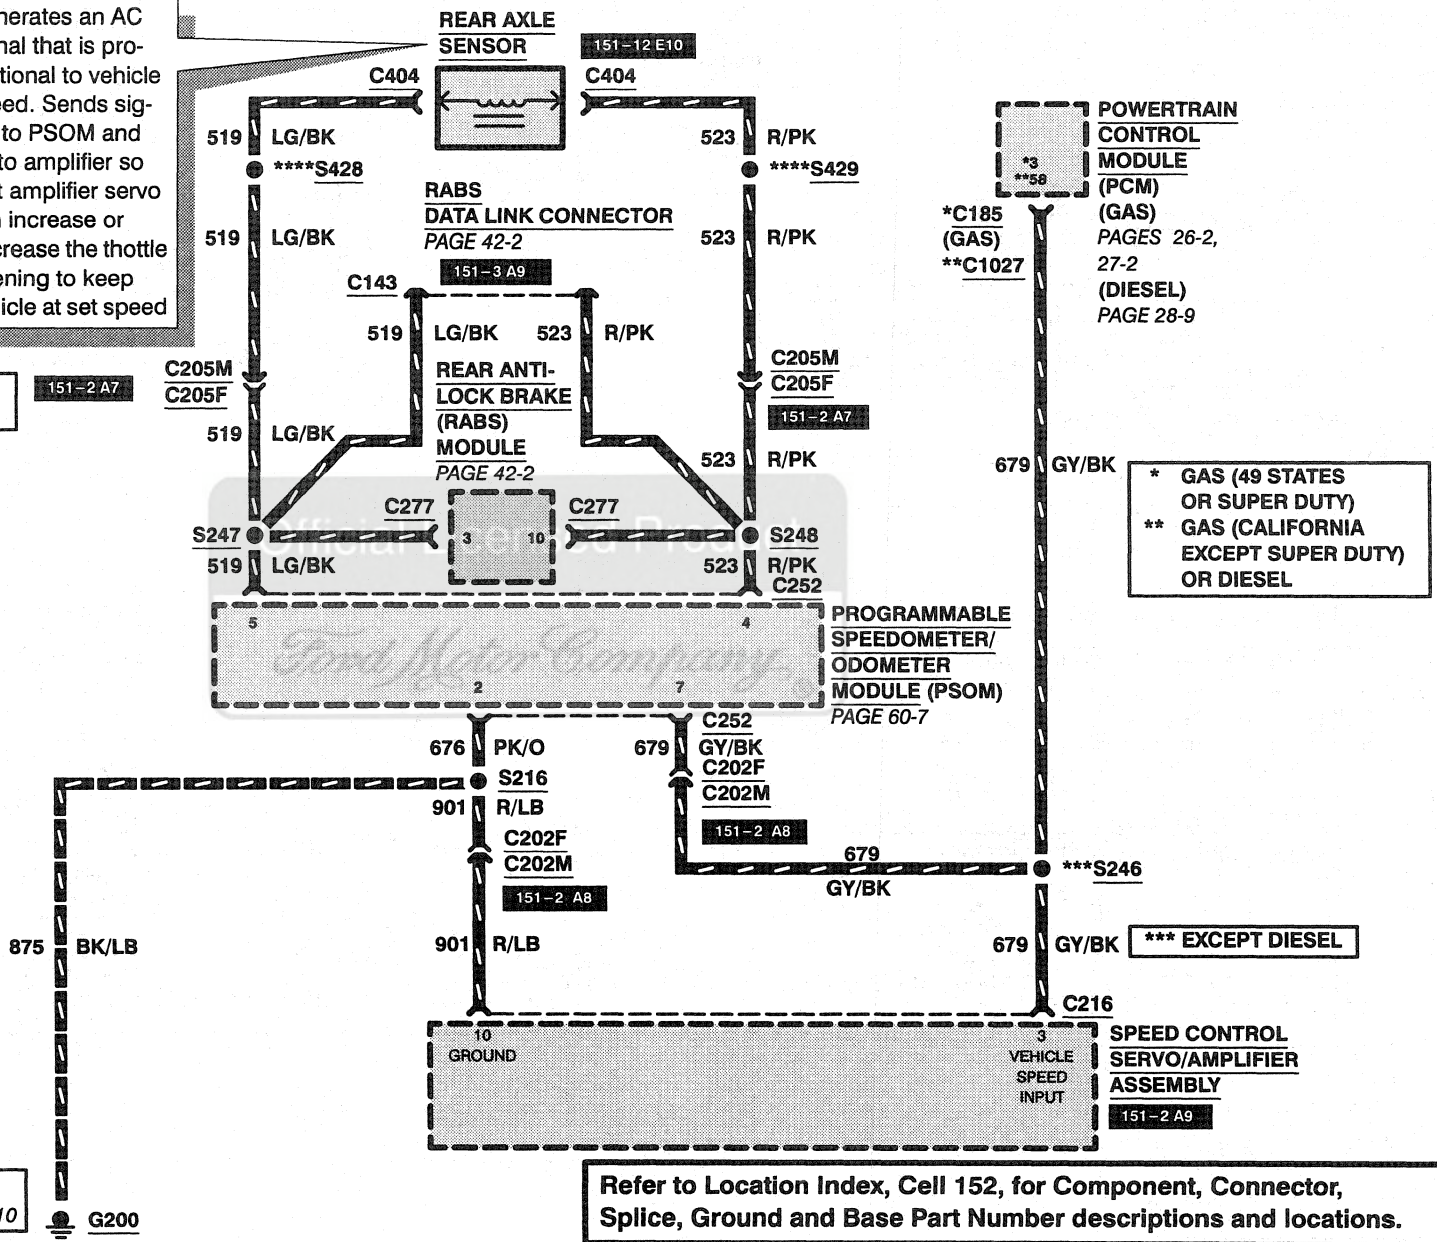 nerates an AC
nal that is pro-
tional to vehicle
eed. Sends sig-
to PSOM and
to amplifier so
t amplifier servo
n increase or
crease the thottle
ening to keep
icle at set speed
REAR AXLE
SENSOR
151-12 E10
C404
C404
519 LG/BK
523 R/PK
****S428
****S429
RABS
DATA LINK CONNECTOR
PAGE 42-2
151-3 A9
519 LG/BK
523 R/PK
C143
519 LG/BK
523 R/PK
POWERTRAIN
CONTROL
MODULE
(PCM)
(GAS)
PAGES 26-2,
27-2
(DIESEL)
PAGE 28-9
*3
**58
*C185
(GAS)
**C1027
151-2 A7
C205M
C205F
C205M
C205F
151-2 A7
REAR ANTI-
LOCK BRAKE
(RABS)
MODULE
PAGE 42-2
519 LG/BK
523 R/PK
679 GY/BK
* GAS (49 STATES
OR SUPER DUTY)
** GAS (CALIFORNIA
EXCEPT SUPER DUTY)
OR DIESEL
C277
C277
S247
3 10
S248
Official Licensed Product
519 LG/BK
523 R/PK
C252
5 4
Ford Motor Company
2 7
PROGRAMMABLE
SPEEDOMETER/
ODOMETER
MODULE (PSOM)
PAGE 60-7
C252
676 PK/O
679 GY/BK
S216
C202F
C202M
151-2 A8
901 R/LB
C202F
C202M
151-2 A8
679
GY/BK
***S246
875 BK/LB
901 R/LB
679 GY/BK
*** EXCEPT DIESEL
C216
10
GROUND
3
VEHICLE
SPEED
INPUT
SPEED CONTROL
SERVO/AMPLIFIER
ASSEMBLY
151-2 A9
10
G200
Refer to Location Index, Cell 152, for Component, Connector,
Splice, Ground and Base Part Number descriptions and locations.